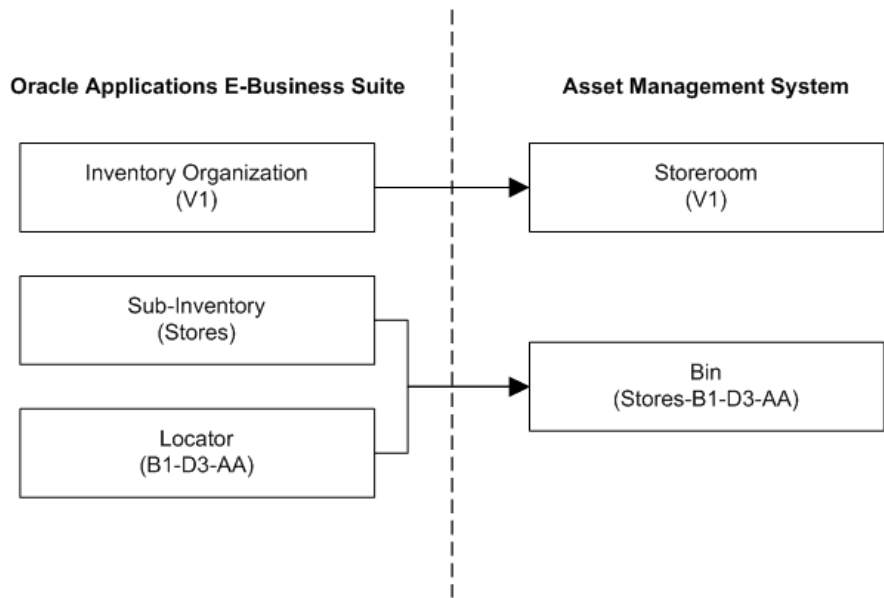 Oracle Applications E-Business Suite
Asset Management System
Inventory Organization
(V1)
Storeroom
(V1)
Sub-Inventory
(Stores)
Bin
(Stores-B1-D3-AA)
Locator
(B1-D3-AA)